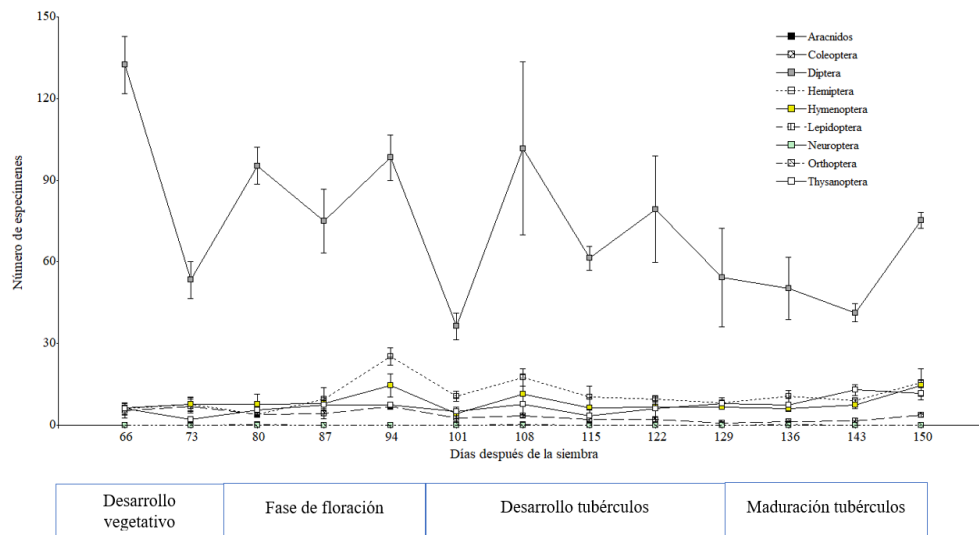 150
120
90
60
30
0
Número de especimenes
Aracnidos
Coleoptera
Diptera
Hemiptera
Hymenoptera
Lepidoptera
Neuroptera
Orthoptera
Thysanoptera
66 73 80 87 94 101 108 115 122 129 136 143 150
Días después de la siembra
Desarrollo
vegetativo
Fase de floración
Desarrollo tubérculos
Maduración tubérculos